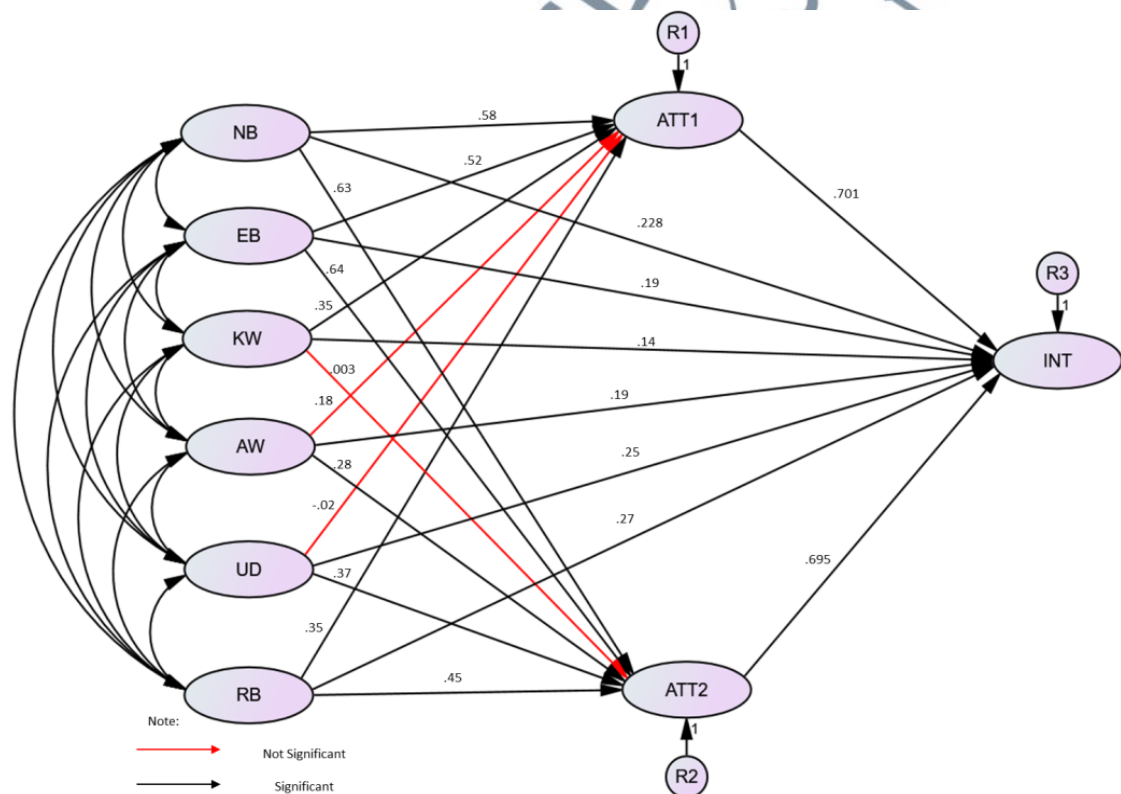 R1
1
NB
.58
ATT1
.52
.63
.701
.228
EB
.64
.19
R3
.35
1
KW
.14
INT
.003
.18
.19
AW
.25
.28
-.02
.27
UD
.37
.695
.35
RB
.45
ATT2
Note:
1
Not Significant
R2
Significant